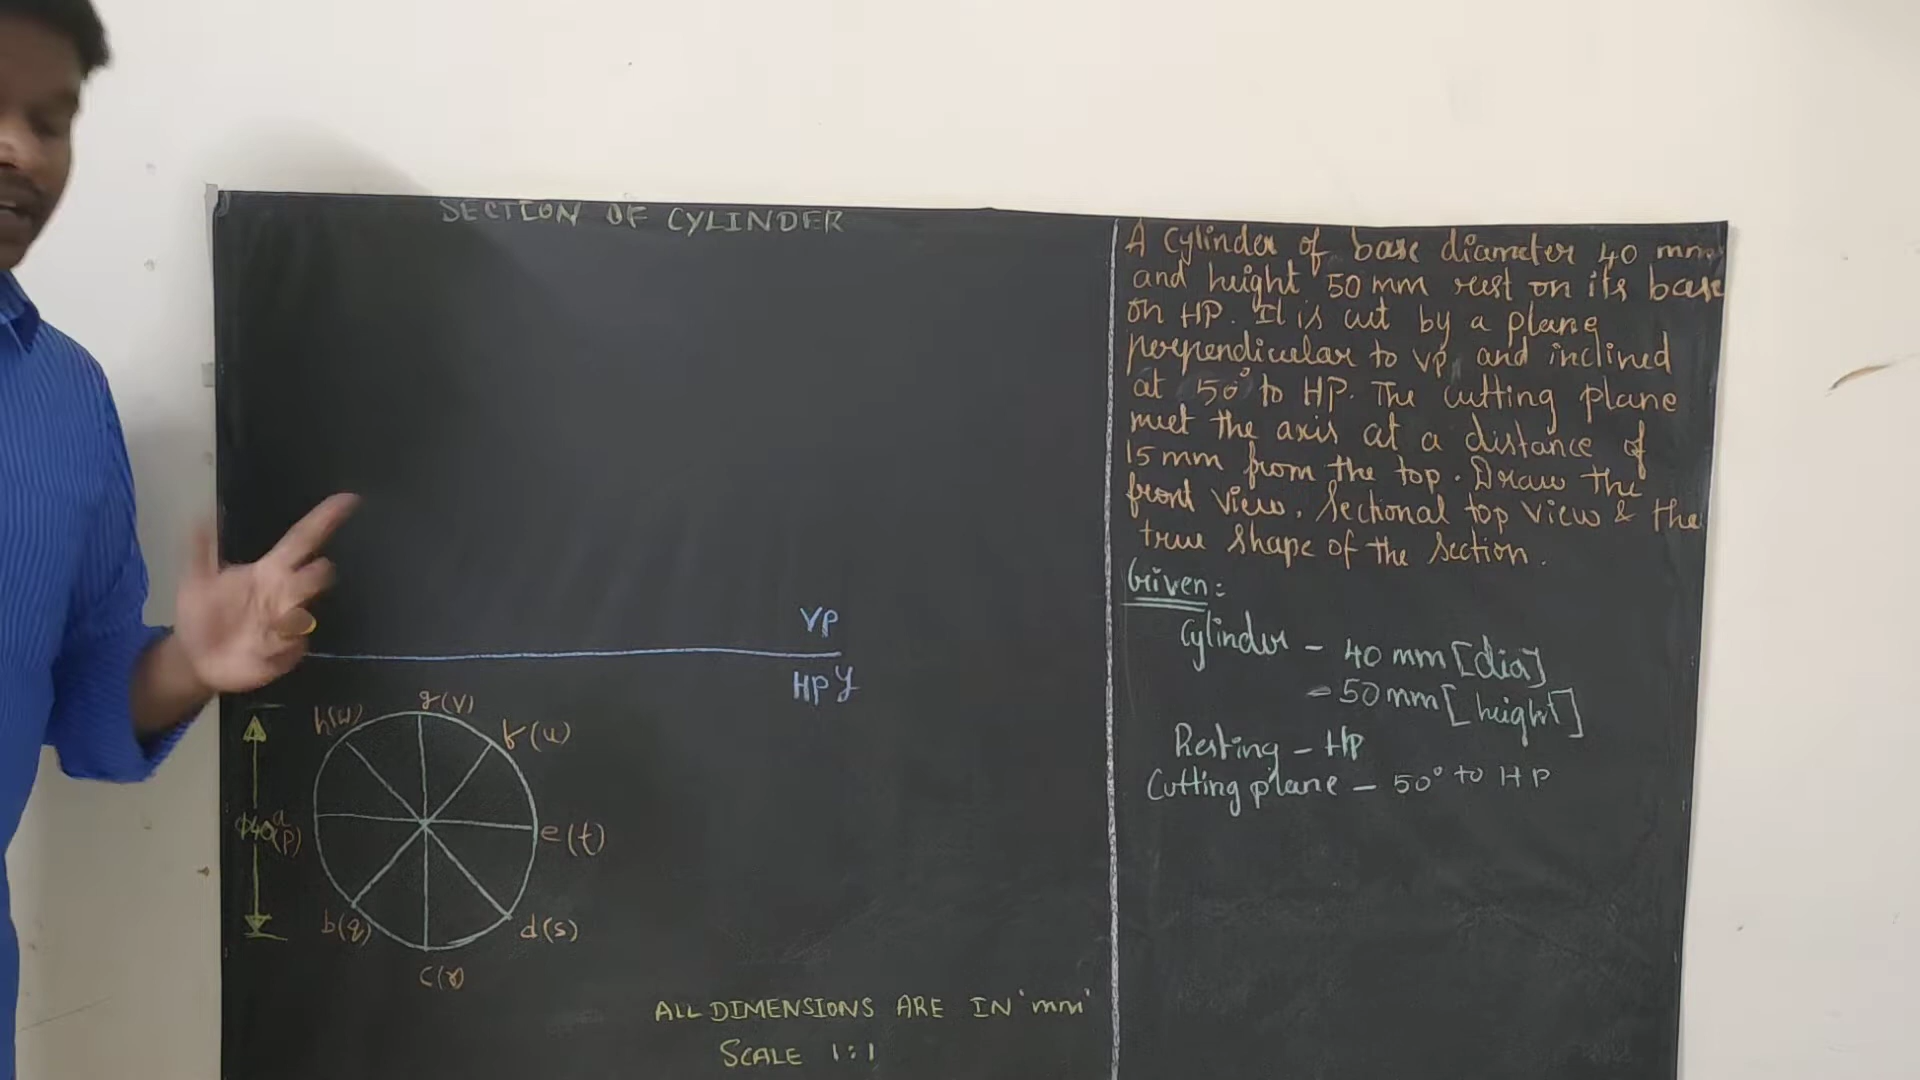 SECTION OF CYLINDER
A Cylinder of base diameter 40 mm
and height 50 mm rest on its base
on HP. It is cut by a plane
perpendicular to VP and inclined
at 50° to HP. The cutting plane
meet the axis at a distance of
15 mm from the top. Draw the
front view, Sectional top view & the
true shape of the section.
Given:
Cylinder - 40 mm [dia]
- 50 mm [height]
Resting - HP
Cutting plane - 50° to HP
VP
HP y
g(v)
h(w)
f(u)
φ40
a
(p)
e(t)
b(q)
d(s)
c(r)
ALL DIMENSIONS ARE IN 'mm'
SCALE 1:1